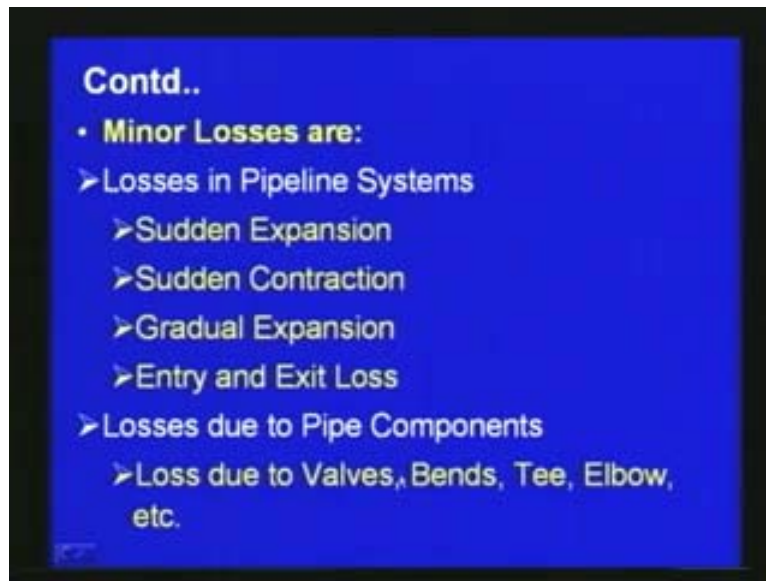 Contd..
• Minor Losses are:
➢Losses in Pipeline Systems
➢Sudden Expansion
➢Sudden Contraction
➢Gradual Expansion
➢Entry and Exit Loss
➢Losses due to Pipe Components
➢Loss due to Valves, Bends, Tee, Elbow,
etc.